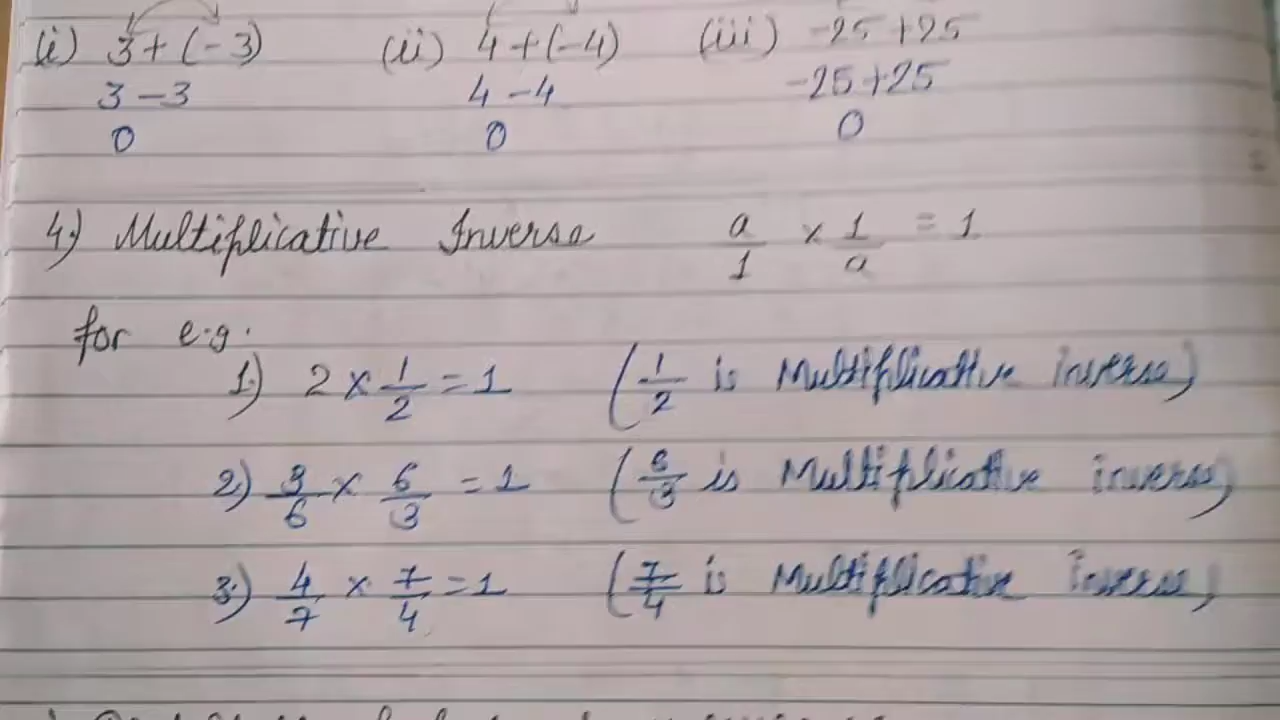 (i) 3 + (-3) (ii) 4 + (-4) (iii) -25 + 25
3 - 3 4 - 4 -25 + 25
0 0 0
4.) Multiplicative Inverse a/1 × 1/a = 1
for e.g.
1.) 2 × 1/2 = 1 (1/2 is Multiplicative inverse)
2.) 3/6 × 6/3 = 1 (6/3 is Multiplicative inverse)
3.) 4/7 × 7/4 = 1 (7/4 is Multiplicative Inverse)